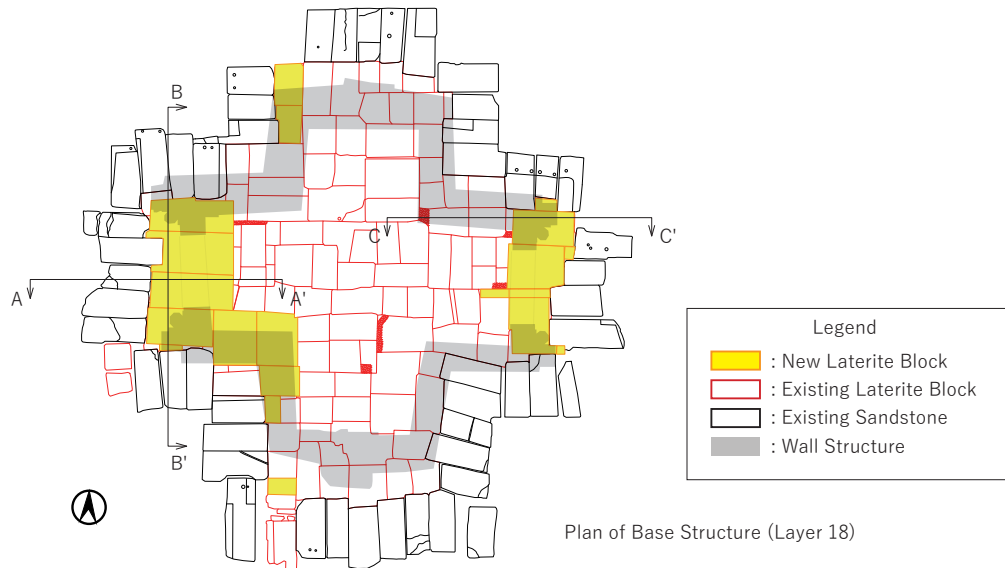 B
C
C'
A
A'
B'
Legend
: New Laterite Block
: Existing Laterite Block
: Existing Sandstone
: Wall Structure
Plan of Base Structure (Layer 18)